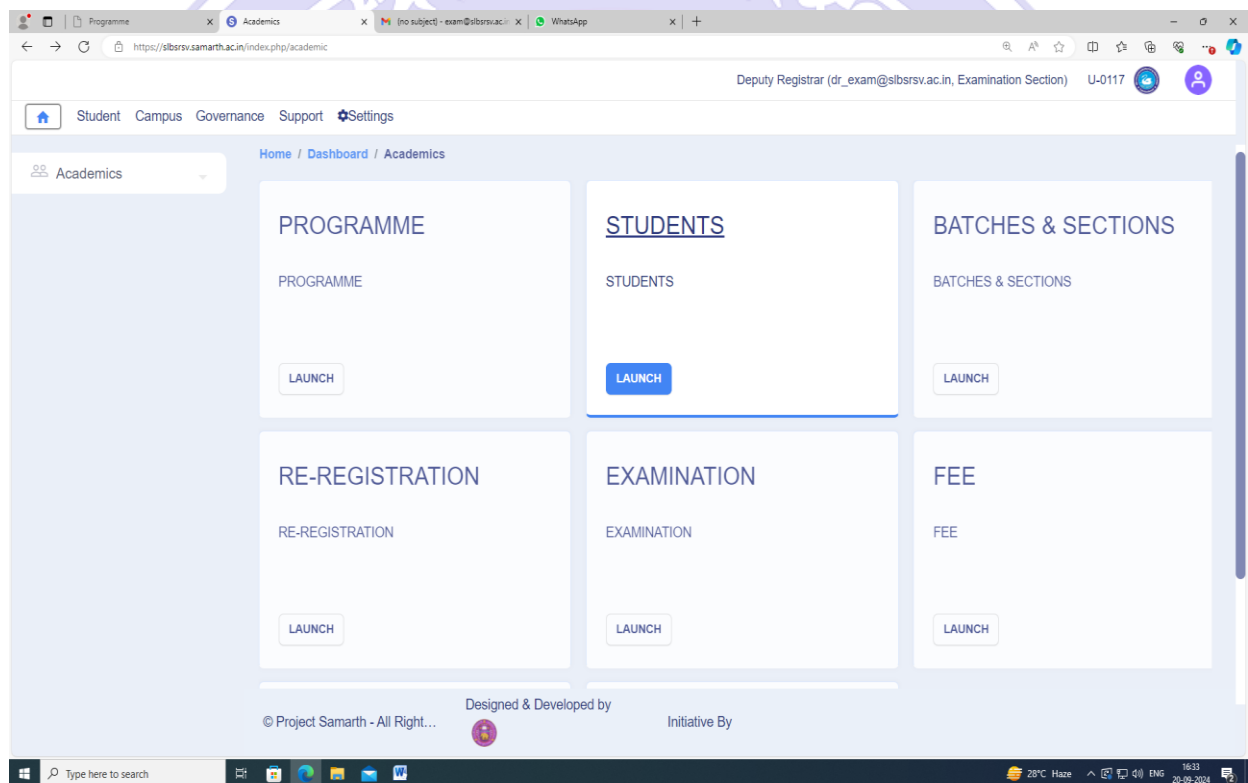 Programme
Academics
(no subject) - exam@slbsrsv.ac.in
WhatsApp
https://slbsrsv.samarth.ac.in/index.php/academic
Deputy Registrar (dr_exam@slbsrsv.ac.in, Examination Section) U-0117
Student Campus Governance Support Settings
Academics
Home / Dashboard / Academics
PROGRAMME
PROGRAMME
LAUNCH
STUDENTS
STUDENTS
LAUNCH
BATCHES & SECTIONS
BATCHES & SECTIONS
LAUNCH
RE-REGISTRATION
RE-REGISTRATION
LAUNCH
EXAMINATION
EXAMINATION
LAUNCH
FEE
FEE
LAUNCH
© Project Samarth - All Right…
Designed & Developed by
Initiative By
Type here to search
28°C Haze
ENG
16:33
20-09-2024